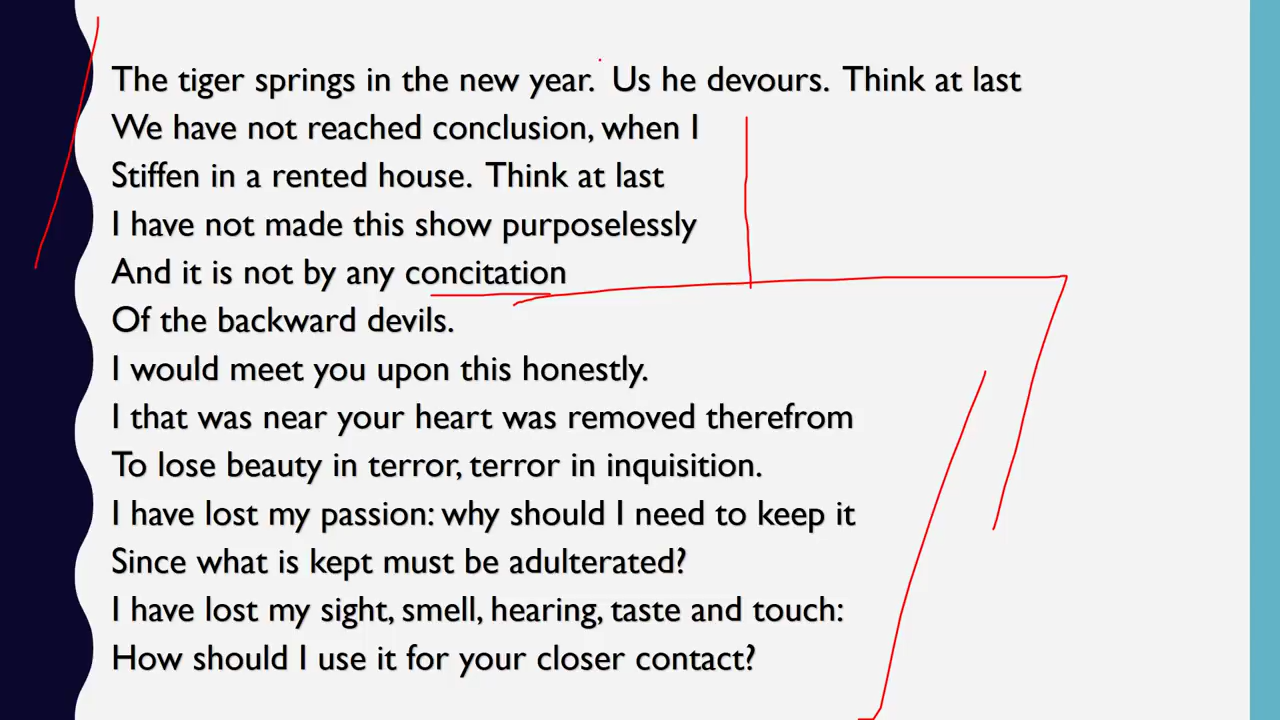 The tiger springs in the new year. Us he devours. Think at last
We have not reached conclusion, when I
Stiffen in a rented house. Think at last
I have not made this show purposelessly
And it is not by any concitation
Of the backward devils.
I would meet you upon this honestly.
I that was near your heart was removed therefrom
To lose beauty in terror, terror in inquisition.
I have lost my passion: why should I need to keep it
Since what is kept must be adulterated?
I have lost my sight, smell, hearing, taste and touch:
How should I use it for your closer contact?